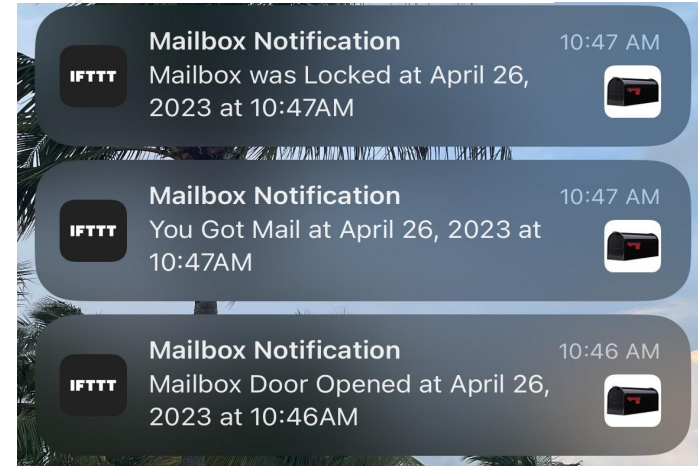 Mailbox Notification
10:47 AM
IFTTT
Mailbox was Locked at April 26,
2023 at 10:47AM
Mailbox Notification
10:47 AM
IFTTT
You Got Mail at April 26, 2023 at
10:47AM
Mailbox Notification
10:46 AM
IFTTT
Mailbox Door Opened at April 26,
2023 at 10:46AM